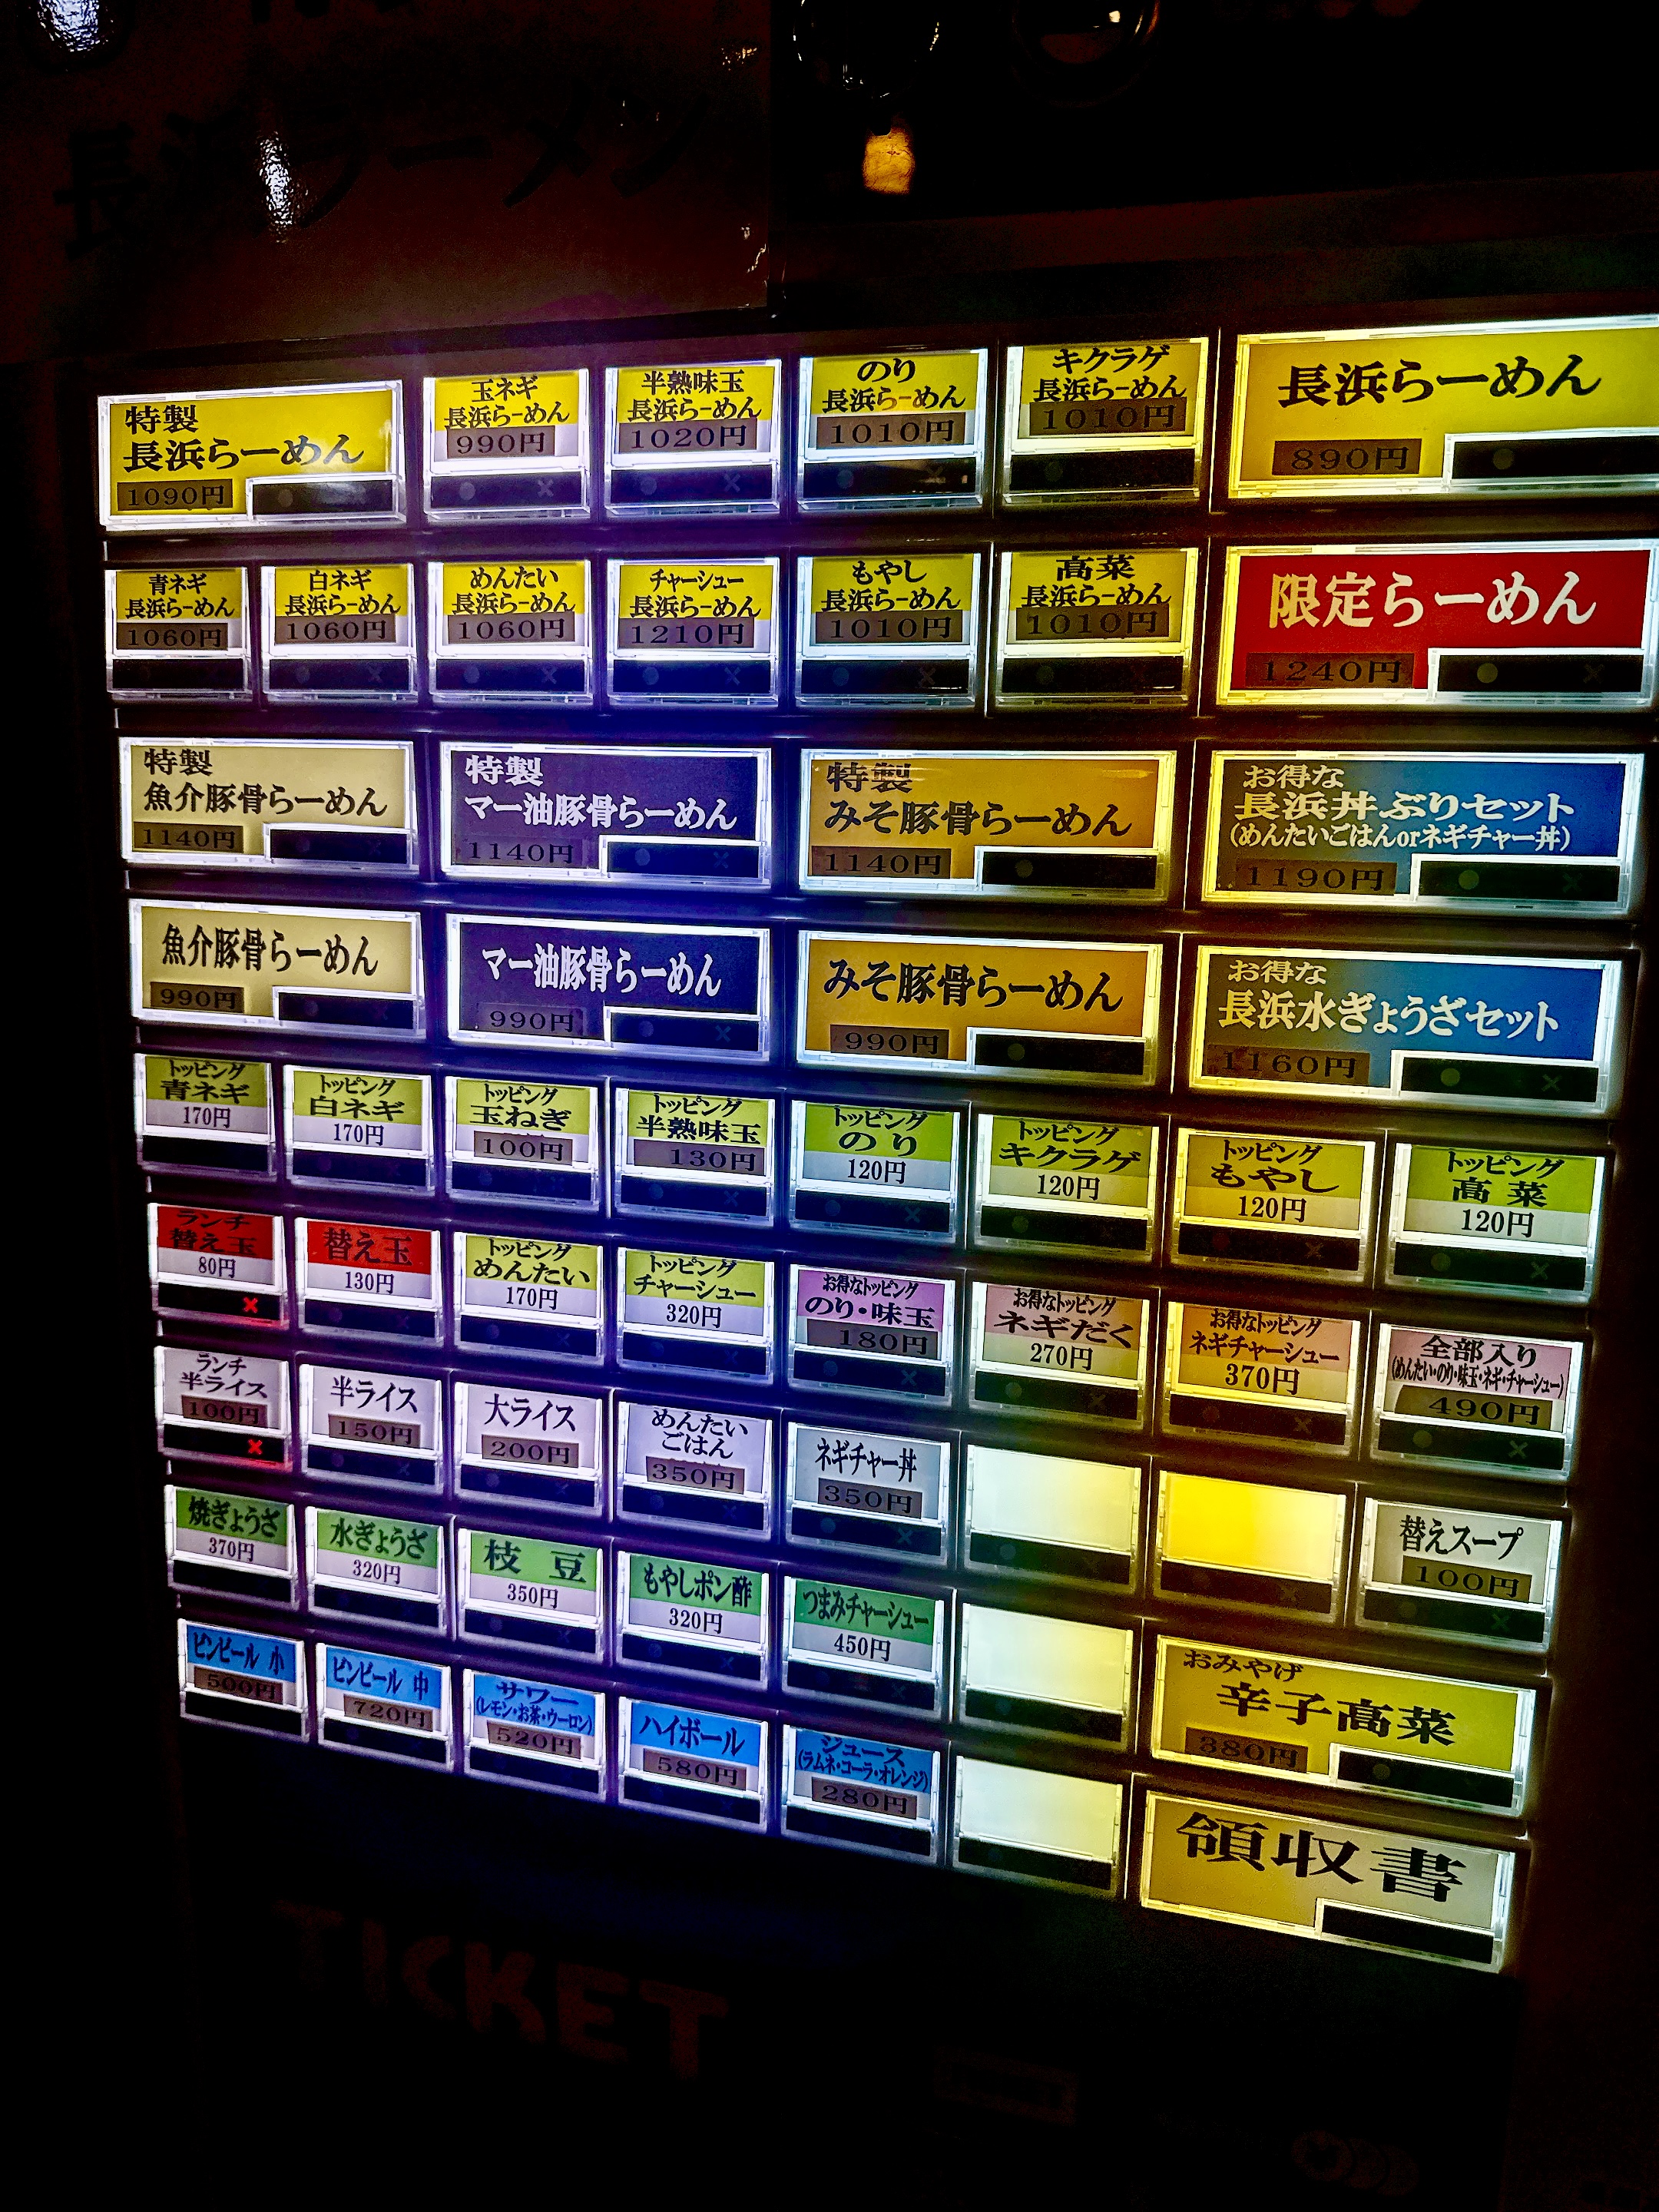 長浜ラーメン
特製
長浜らーめん
1090円
玉ネギ
長浜らーめん
990円
半熟味玉
長浜らーめん
1020円
のり
長浜らーめん
1010円
キクラゲ
長浜らーめん
1010円
長浜らーめん
890円
青ネギ
長浜らーめん
1060円
白ネギ
長浜らーめん
1060円
めんたい
長浜らーめん
1060円
チャーシュー
長浜らーめん
1210円
もやし
長浜らーめん
1010円
高菜
長浜らーめん
1010円
限定らーめん
1240円
特製
魚介豚骨らーめん
1140円
特製
マー油豚骨らーめん
1140円
特製
みそ豚骨らーめん
1140円
お得な
長浜丼ぶりセット
(めんたいごはんorネギチャー丼)
1190円
魚介豚骨らーめん
990円
マー油豚骨らーめん
990円
みそ豚骨らーめん
990円
お得な
長浜水ぎょうざセット
1160円
トッピング
青ネギ
170円
トッピング
白ネギ
170円
トッピング
玉ねぎ
100円
トッピング
半熟味玉
130円
トッピング
のり
120円
トッピング
キクラゲ
120円
トッピング
もやし
120円
トッピング
高菜
120円
ランチ
替え玉
80円
替え玉
130円
トッピング
めんたい
170円
トッピング
チャーシュー
320円
お得なトッピング
のり・味玉
180円
お得なトッピング
ネギだく
270円
お得なトッピング
ネギチャーシュー
370円
全部入り
(めんたい・のり・味玉・ネギ・チャーシュー)
490円
ランチ
半ライス
100円
半ライス
150円
大ライス
200円
めんたい
ごはん
350円
ネギチャー丼
350円
替えスープ
100円
焼ぎょうざ
370円
水ぎょうざ
320円
枝豆
350円
もやしポン酢
320円
つまみチャーシュー
450円
おみやげ
辛子高菜
380円
ビンビール 小
500円
ビンビール 中
720円
サワー
(レモン・お茶・ウーロン)
520円
ハイボール
580円
ジュース
(ラムネ・コーラ・オレンジ)
280円
領収書
TICKET